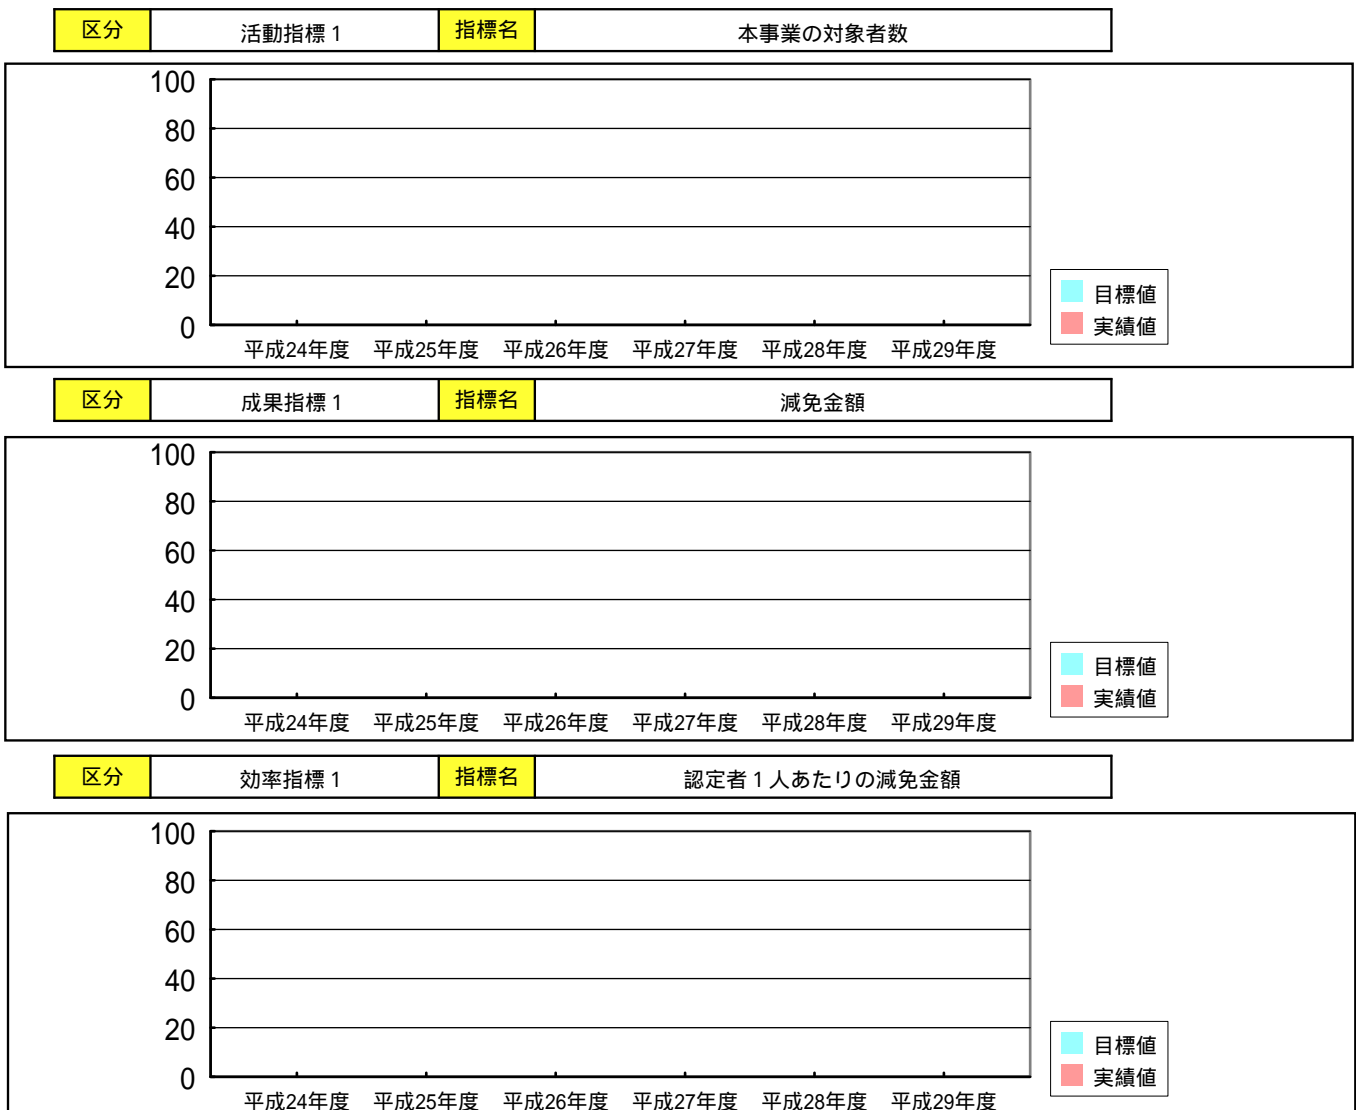 区分 活動指標１ 指標名 本事業の対象者数
100
80
60
40
20
0
平成24年度 平成25年度 平成26年度 平成27年度 平成28年度 平成29年度
目標値
実績値
区分 成果指標１ 指標名 減免金額
100
80
60
40
20
0
平成24年度 平成25年度 平成26年度 平成27年度 平成28年度 平成29年度
目標値
実績値
区分 効率指標１ 指標名 認定者１人あたりの減免金額
100
80
60
40
20
0
平成24年度 平成25年度 平成26年度 平成27年度 平成28年度 平成29年度
目標値
実績値